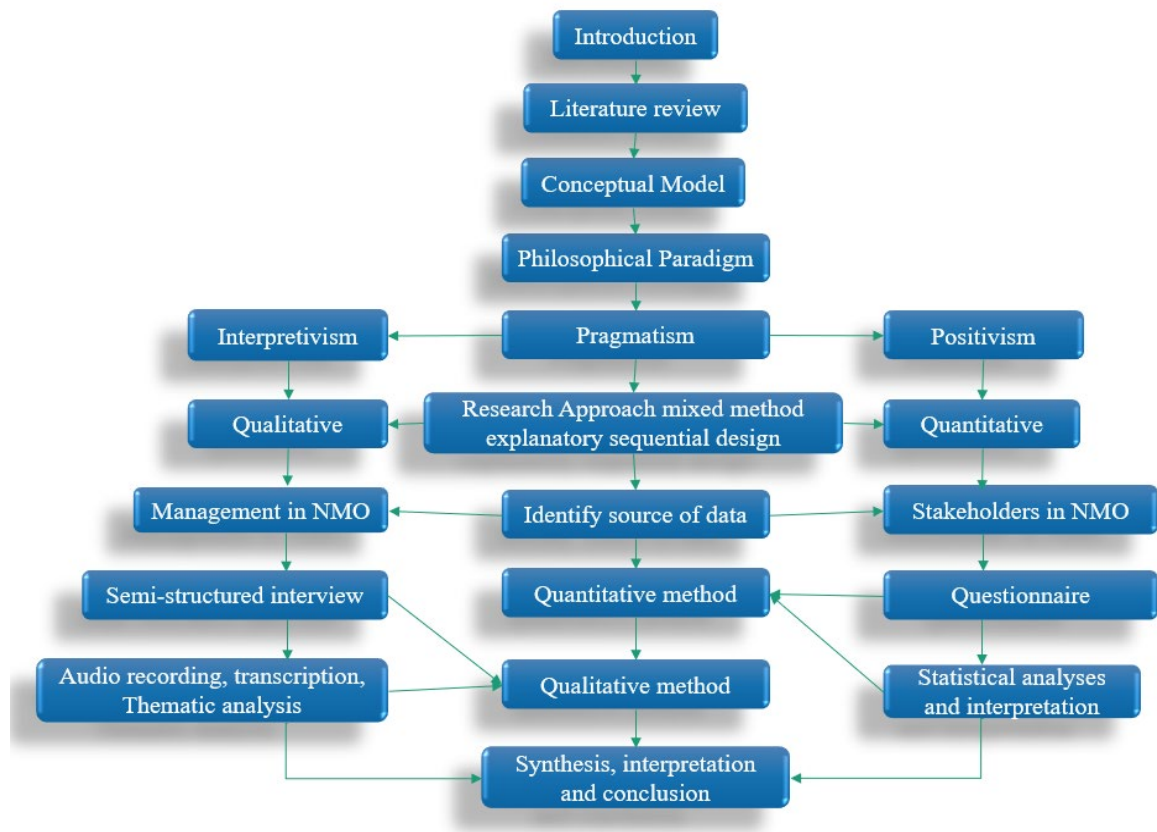 Introduction
Literature review
Conceptual Model
Philosophical Paradigm
Interpretivism
Pragmatism
Positivism
Qualitative
Research Approach mixed method
explanatory sequential design
Quantitative
Management in NMO
Identify source of data
Stakeholders in NMO
Semi-structured interview
Quantitative method
Questionnaire
Audio recording, transcription,
Thematic analysis
Qualitative method
Statistical analyses
and interpretation
Synthesis, interpretation
and conclusion